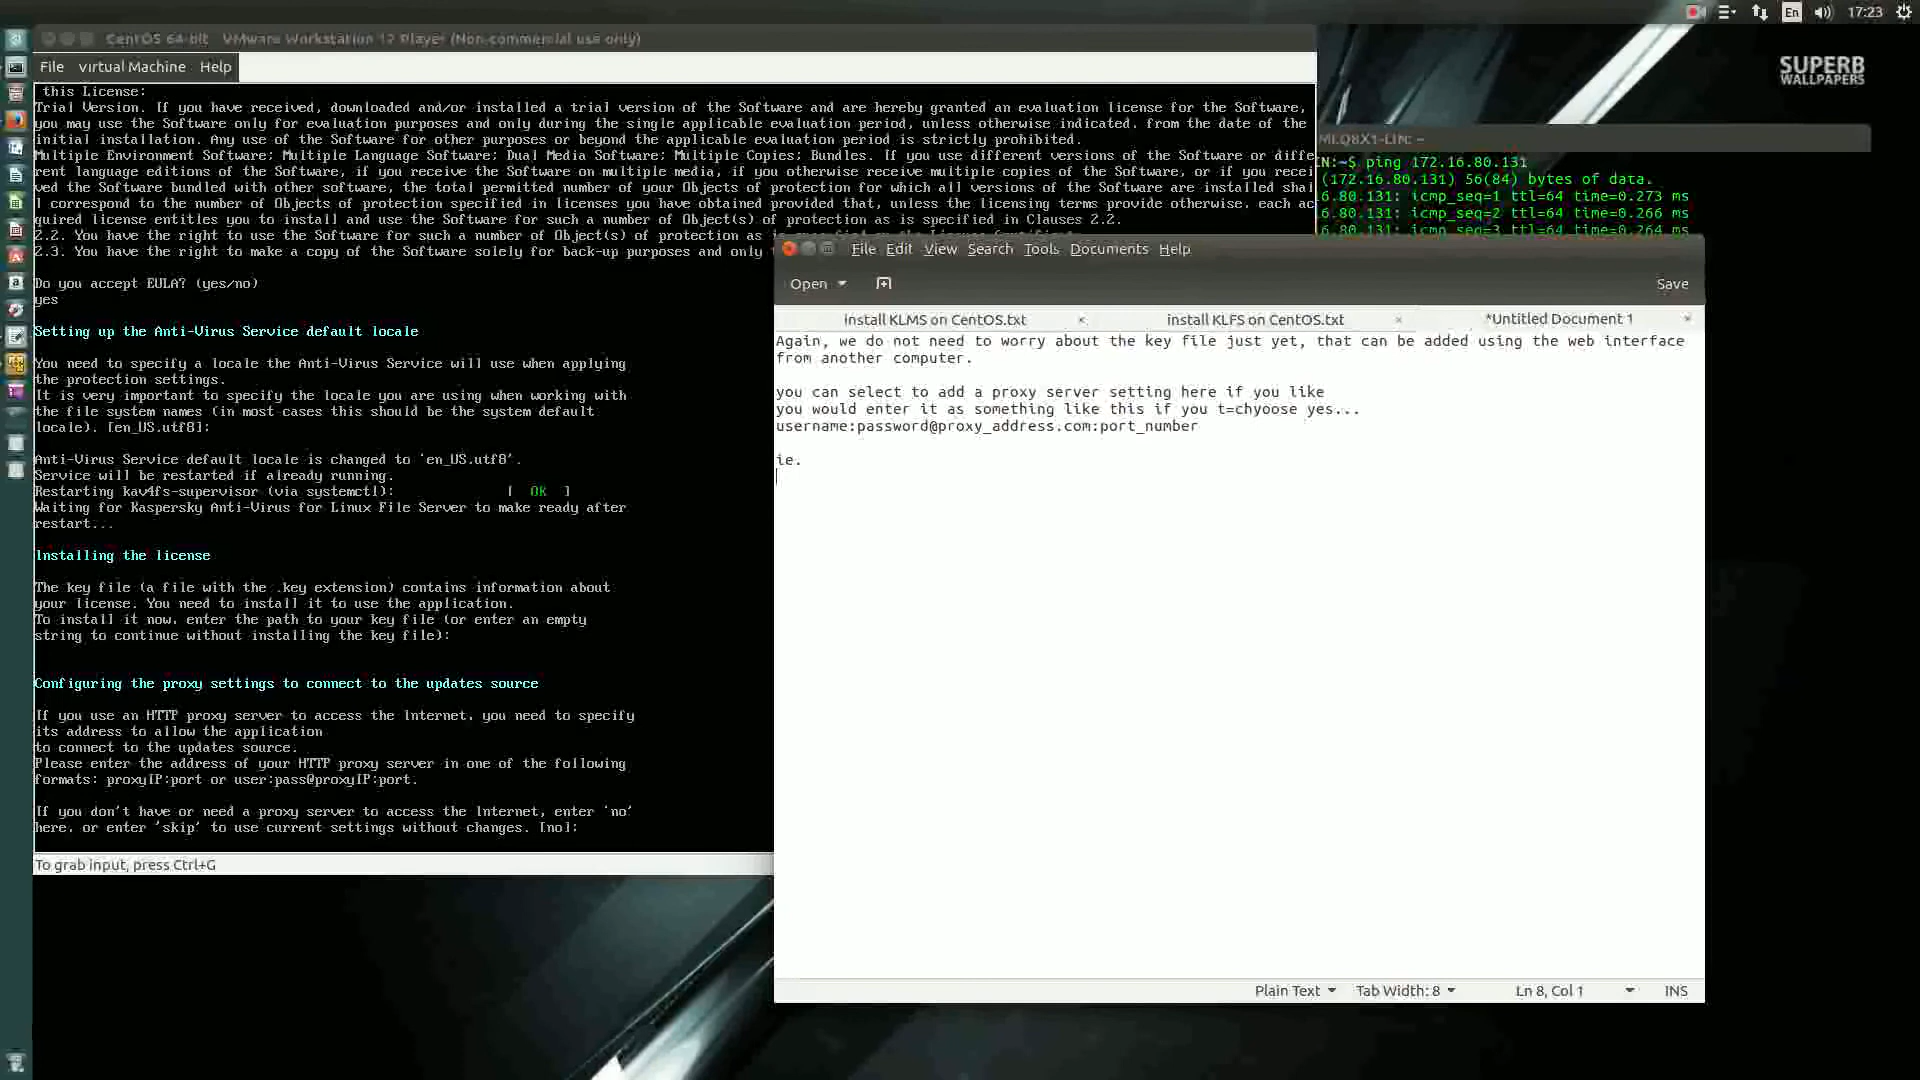 En
17:23
CentOS 64-bit - VMware Workstation 12 Player (Non-commercial use only)
File Virtual Machine Help
SUPERB
WALLPAPERS
this License:
Trial Version. If you have received, downloaded and/or installed a trial version of the Software and are hereby granted an evaluation license for the Software,
you may use the Software only for evaluation purposes and only during the single applicable evaluation period, unless otherwise indicated, from the date of the
initial installation. Any use of the Software for other purposes or beyond the applicable evaluation period is strictly prohibited.
Multiple Environment Software; Multiple Language Software; Dual Media Software; Multiple Copies; Bundles. If you use different versions of the Software or diffe
rent language editions of the Software, if you receive the Software on multiple media, if you otherwise receive multiple copies of the Software, or if you recei
ved the Software bundled with other software, the total permitted number of your Objects of protection for which all versions of the Software are installed shal
l correspond to the number of Objects of protection specified in licenses you have obtained provided that, unless the licensing terms provide otherwise, each ac
quired license entitles you to install and use the Software for such a number of Object(s) of protection as is specified in Clauses 2.2.
2.2. You have the right to use the Software for such a number of Object(s) of protection as
2.3. You have the right to make a copy of the Software solely for back-up purposes and only
Do you accept EULA? (yes/no)
yes
Setting up the Anti-Virus Service default locale
You need to specify a locale the Anti-Virus Service will use when applying
the protection settings.
It is very important to specify the locale you are using when working with
the file system names (in most cases this should be the system default
locale). [en_US.utf8]:
Anti-Virus Service default locale is changed to 'en_US.utf8'.
Service will be restarted if already running.
Restarting kav4fs-supervisor (via systemctl): [ OK ]
Waiting for Kaspersky Anti-Virus for Linux File Server to make ready after
restart...
Installing the license
The key file (a file with the .key extension) contains information about
your license. You need to install it to use the application.
To install it now, enter the path to your key file (or enter an empty
string to continue without installing the key file):
Configuring the proxy settings to connect to the updates source
If you use an HTTP proxy server to access the Internet, you need to specify
its address to allow the application
to connect to the updates source.
Please enter the address of your HTTP proxy server in one of the following
formats: proxyIP:port or user:pass@proxyIP:port.
If you don't have or need a proxy server to access the Internet, enter 'no'
here, or enter 'skip' to use current settings without changes. [no]:
To grab input, press Ctrl+G
MLQ8X1-LIN: ~
IN:~$ ping 172.16.80.131
(172.16.80.131) 56(84) bytes of data.
6.80.131: icmp_seq=1 ttl=64 time=0.273 ms
6.80.131: icmp_seq=2 ttl=64 time=0.266 ms
6.80.131: icmp_seq=3 ttl=64 time=0.264 ms
File Edit View Search Tools Documents Help
Open Save
install KLMS on CentOS.txt × install KLFS on CentOS.txt × *Untitled Document 1 ×
Again, we do not need to worry about the key file just yet, that can be added using the web interface
from another computer.
you can select to add a proxy server setting here if you like
you would enter it as something like this if you t=chyoose yes...
username:password@proxy_address.com:port_number
ie.
Plain Text Tab Width: 8 Ln 8, Col 1 INS